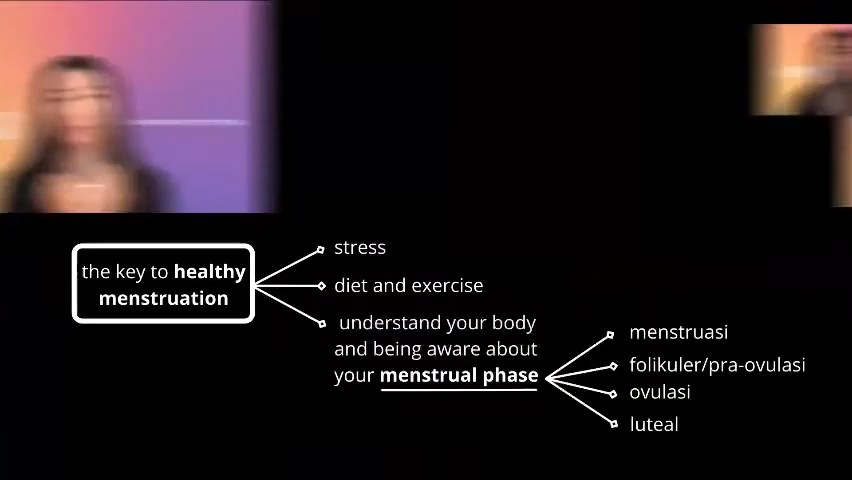 the key to healthy
menstruation
stress
diet and exercise
understand your body
and being aware about
your menstrual phase
menstruasi
folikuler/pra-ovulasi
ovulasi
luteal